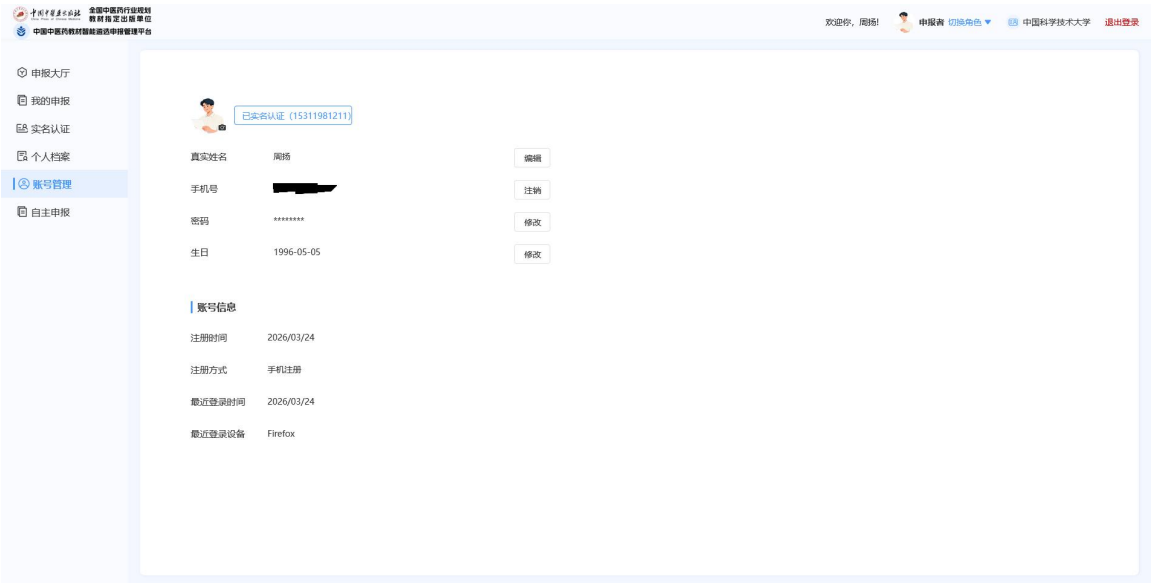 中国中医药出版社 全国中医药行业规划
教材指定出版单位
中国中医药教材智能遴选申报管理平台
欢迎你, 周扬! 申报者 切换角色 中国科学技术大学 退出登录
申报大厅
我的申报
实名认证
个人档案
账号管理
自主申报
已实名认证 (15311981211)
真实姓名 周扬 编辑
手机号 注销
密码 ******** 修改
生日 1996-05-05 修改
账号信息
注册时间 2026/03/24
注册方式 手机注册
最近登录时间 2026/03/24
最近登录设备 Firefox